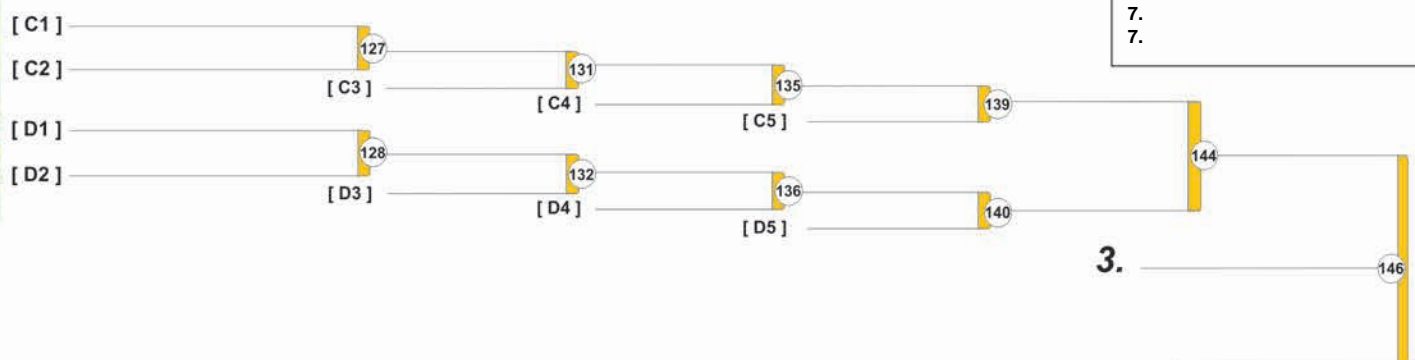 7.
7.
[ C1 ]
127
[ C2 ]
131
[ C3 ]
135
[ C4 ]
139
[ C5 ]
[ D1 ]
128
144
[ D2 ]
132
[ D3 ]
136
[ D4 ]
140
[ D5 ]
3.
146